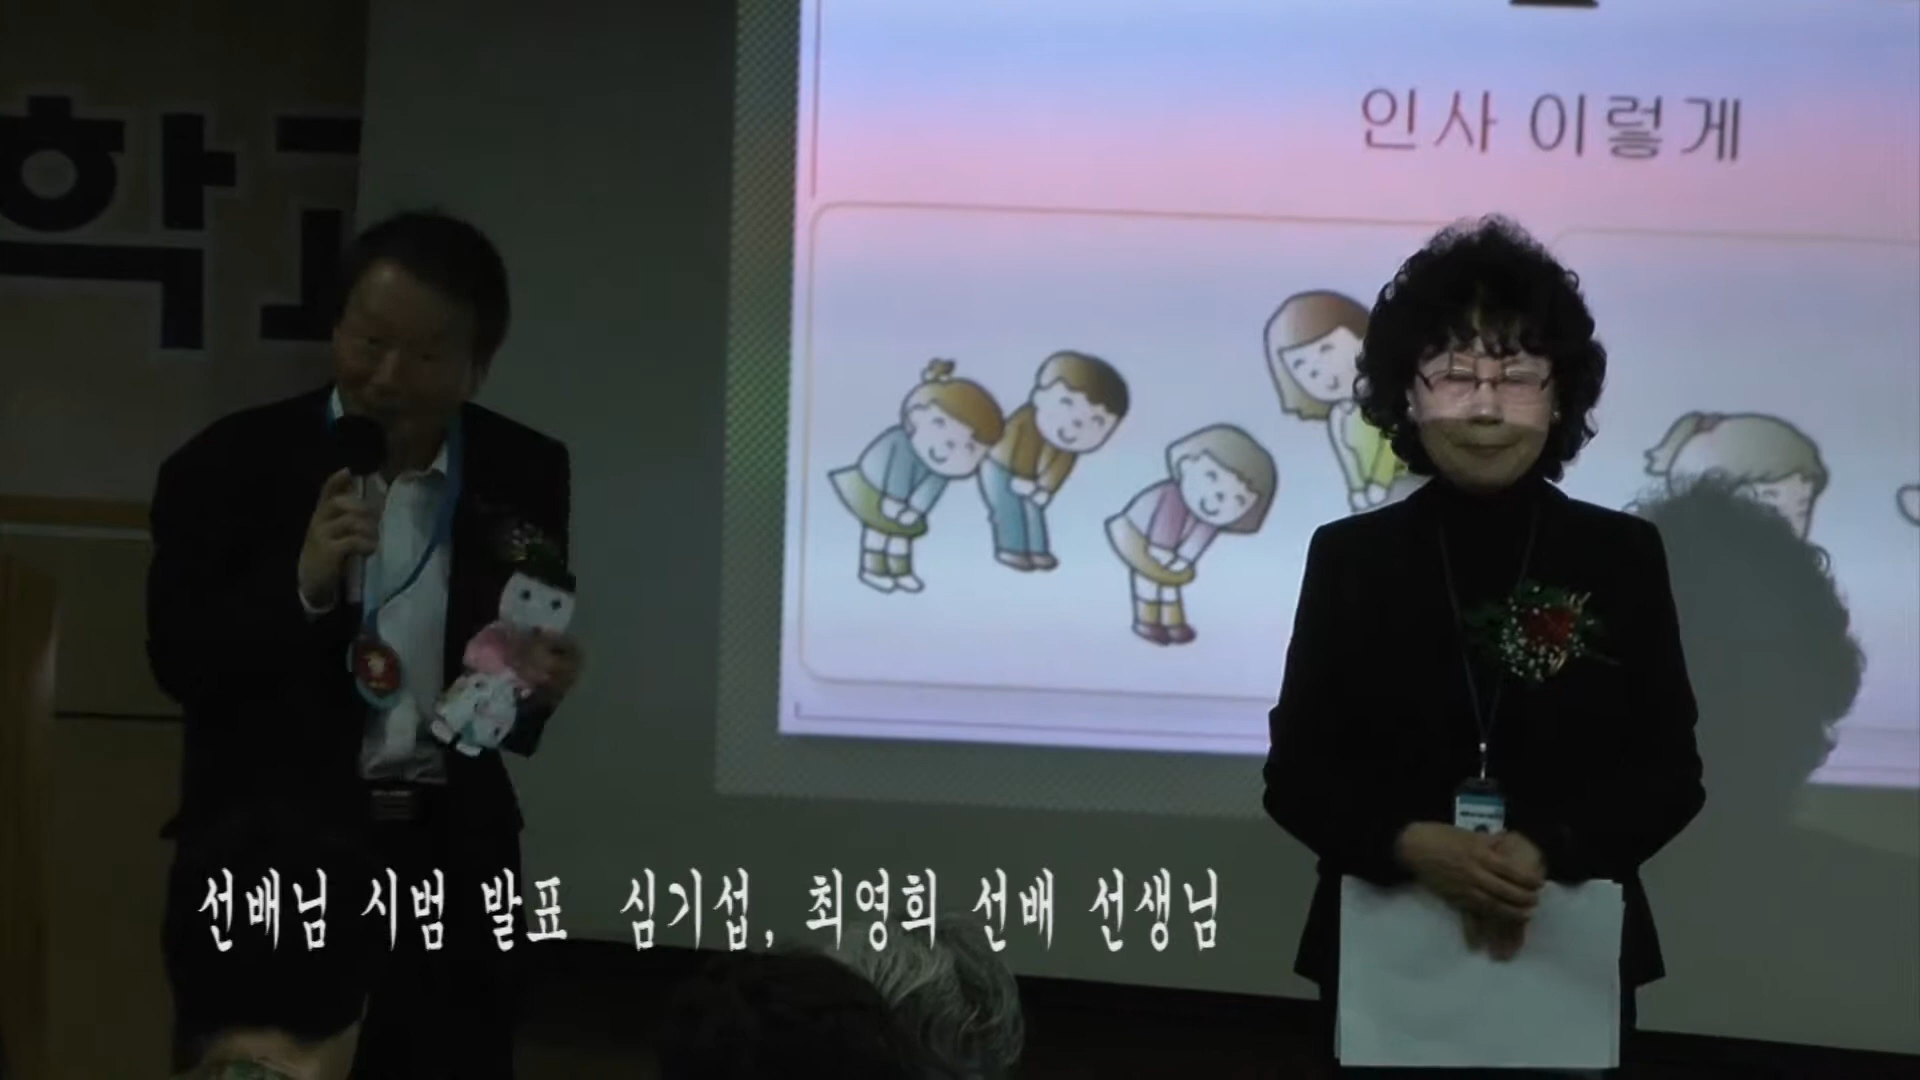 인사 이렇게
학교
선배님 시범 발표 심기섭, 최영희 선배 선생님